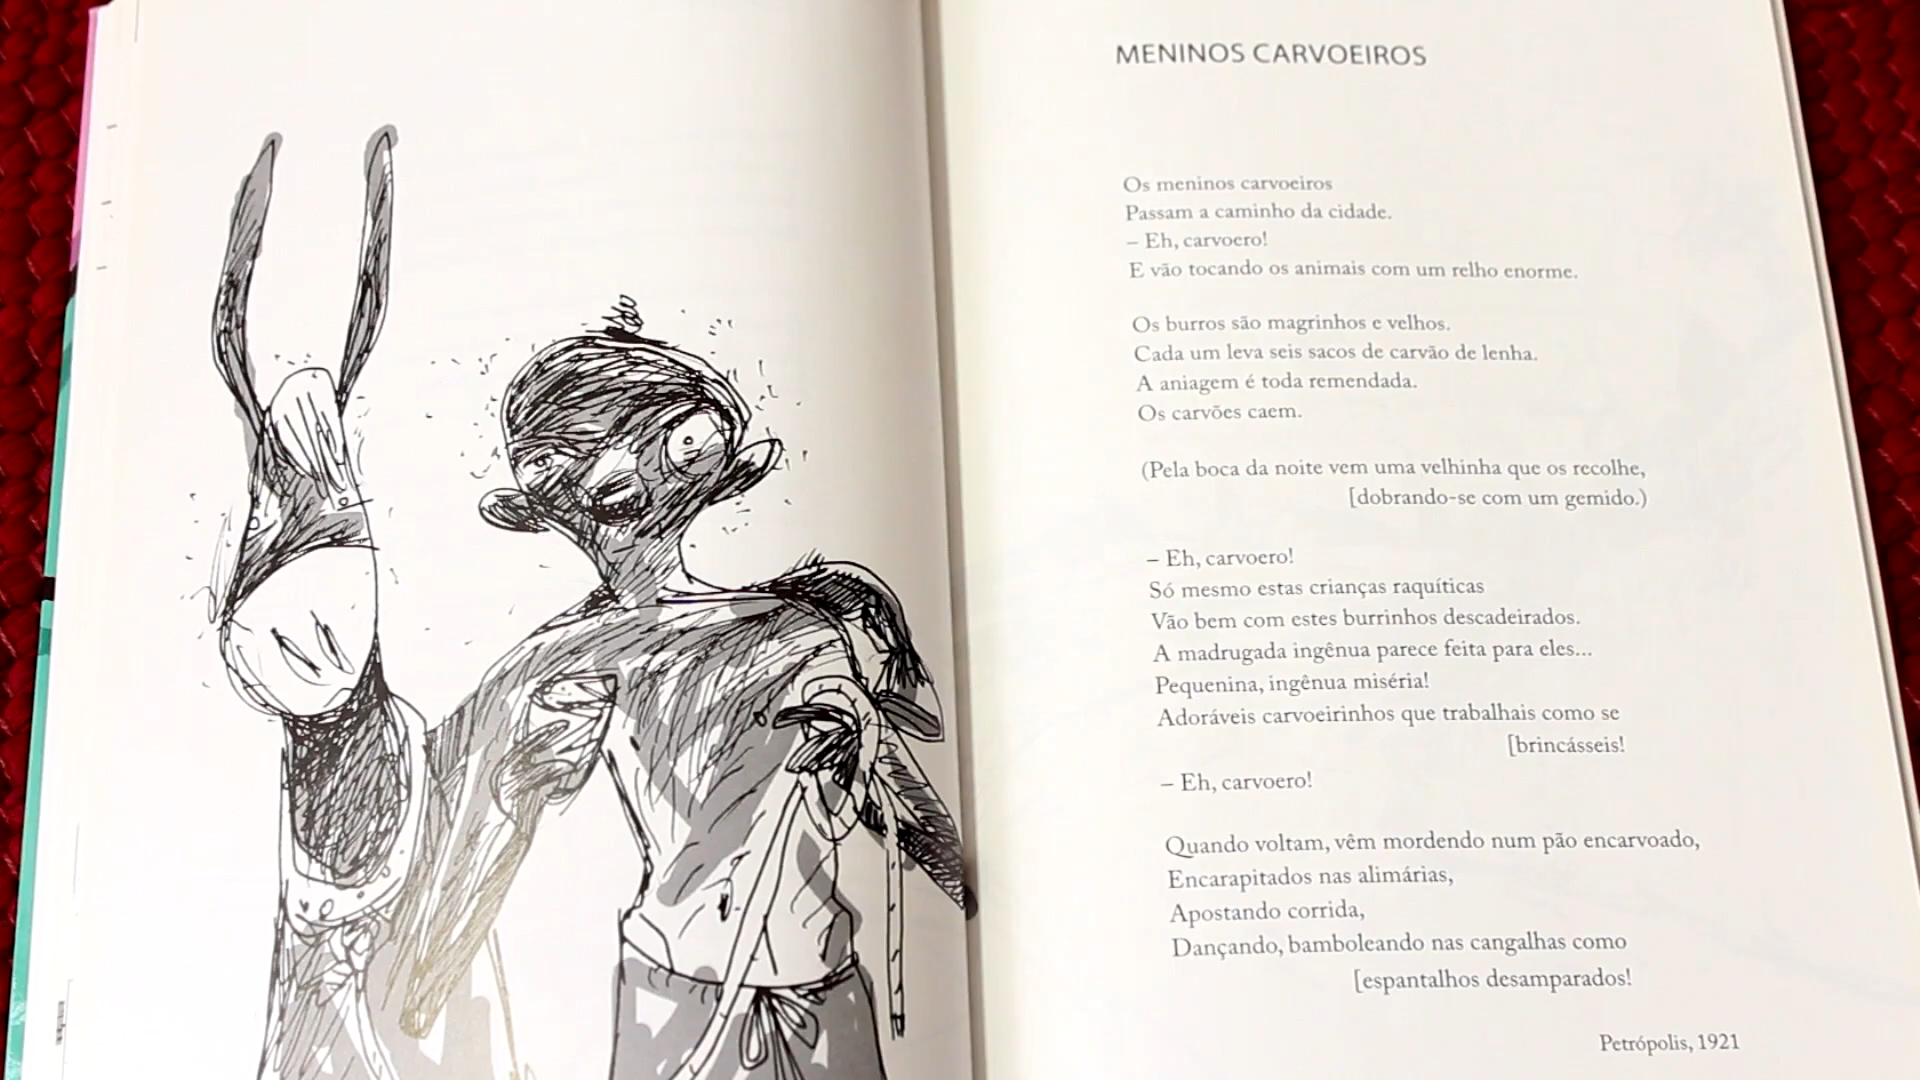 MENINOS CARVOEIROS
Os meninos carvoeiros
Passam a caminho da cidade.
– Eh, carvoero!
E vão tocando os animais com um relho enorme.
Os burros são magrinhos e velhos.
Cada um leva seis sacos de carvão de lenha.
A aniagem é toda remendada.
Os carvões caem.
(Pela boca da noite vem uma velhinha que os recolhe,
[dobrando-se com um gemido.)
– Eh, carvoero!
Só mesmo estas crianças raquíticas
Vão bem com estes burrinhos descadeirados.
A madrugada ingênua parece feita para eles...
Pequenina, ingênua miséria!
Adoráveis carvoeirinhos que trabalhais como se
[brincásseis!
– Eh, carvoero!
Quando voltam, vêm mordendo num pão encarvoado,
Encarapitados nas alimárias,
Apostando corrida,
Dançando, bamboleando nas cangalhas como
[espantalhos desamparados!
Petrópolis, 1921